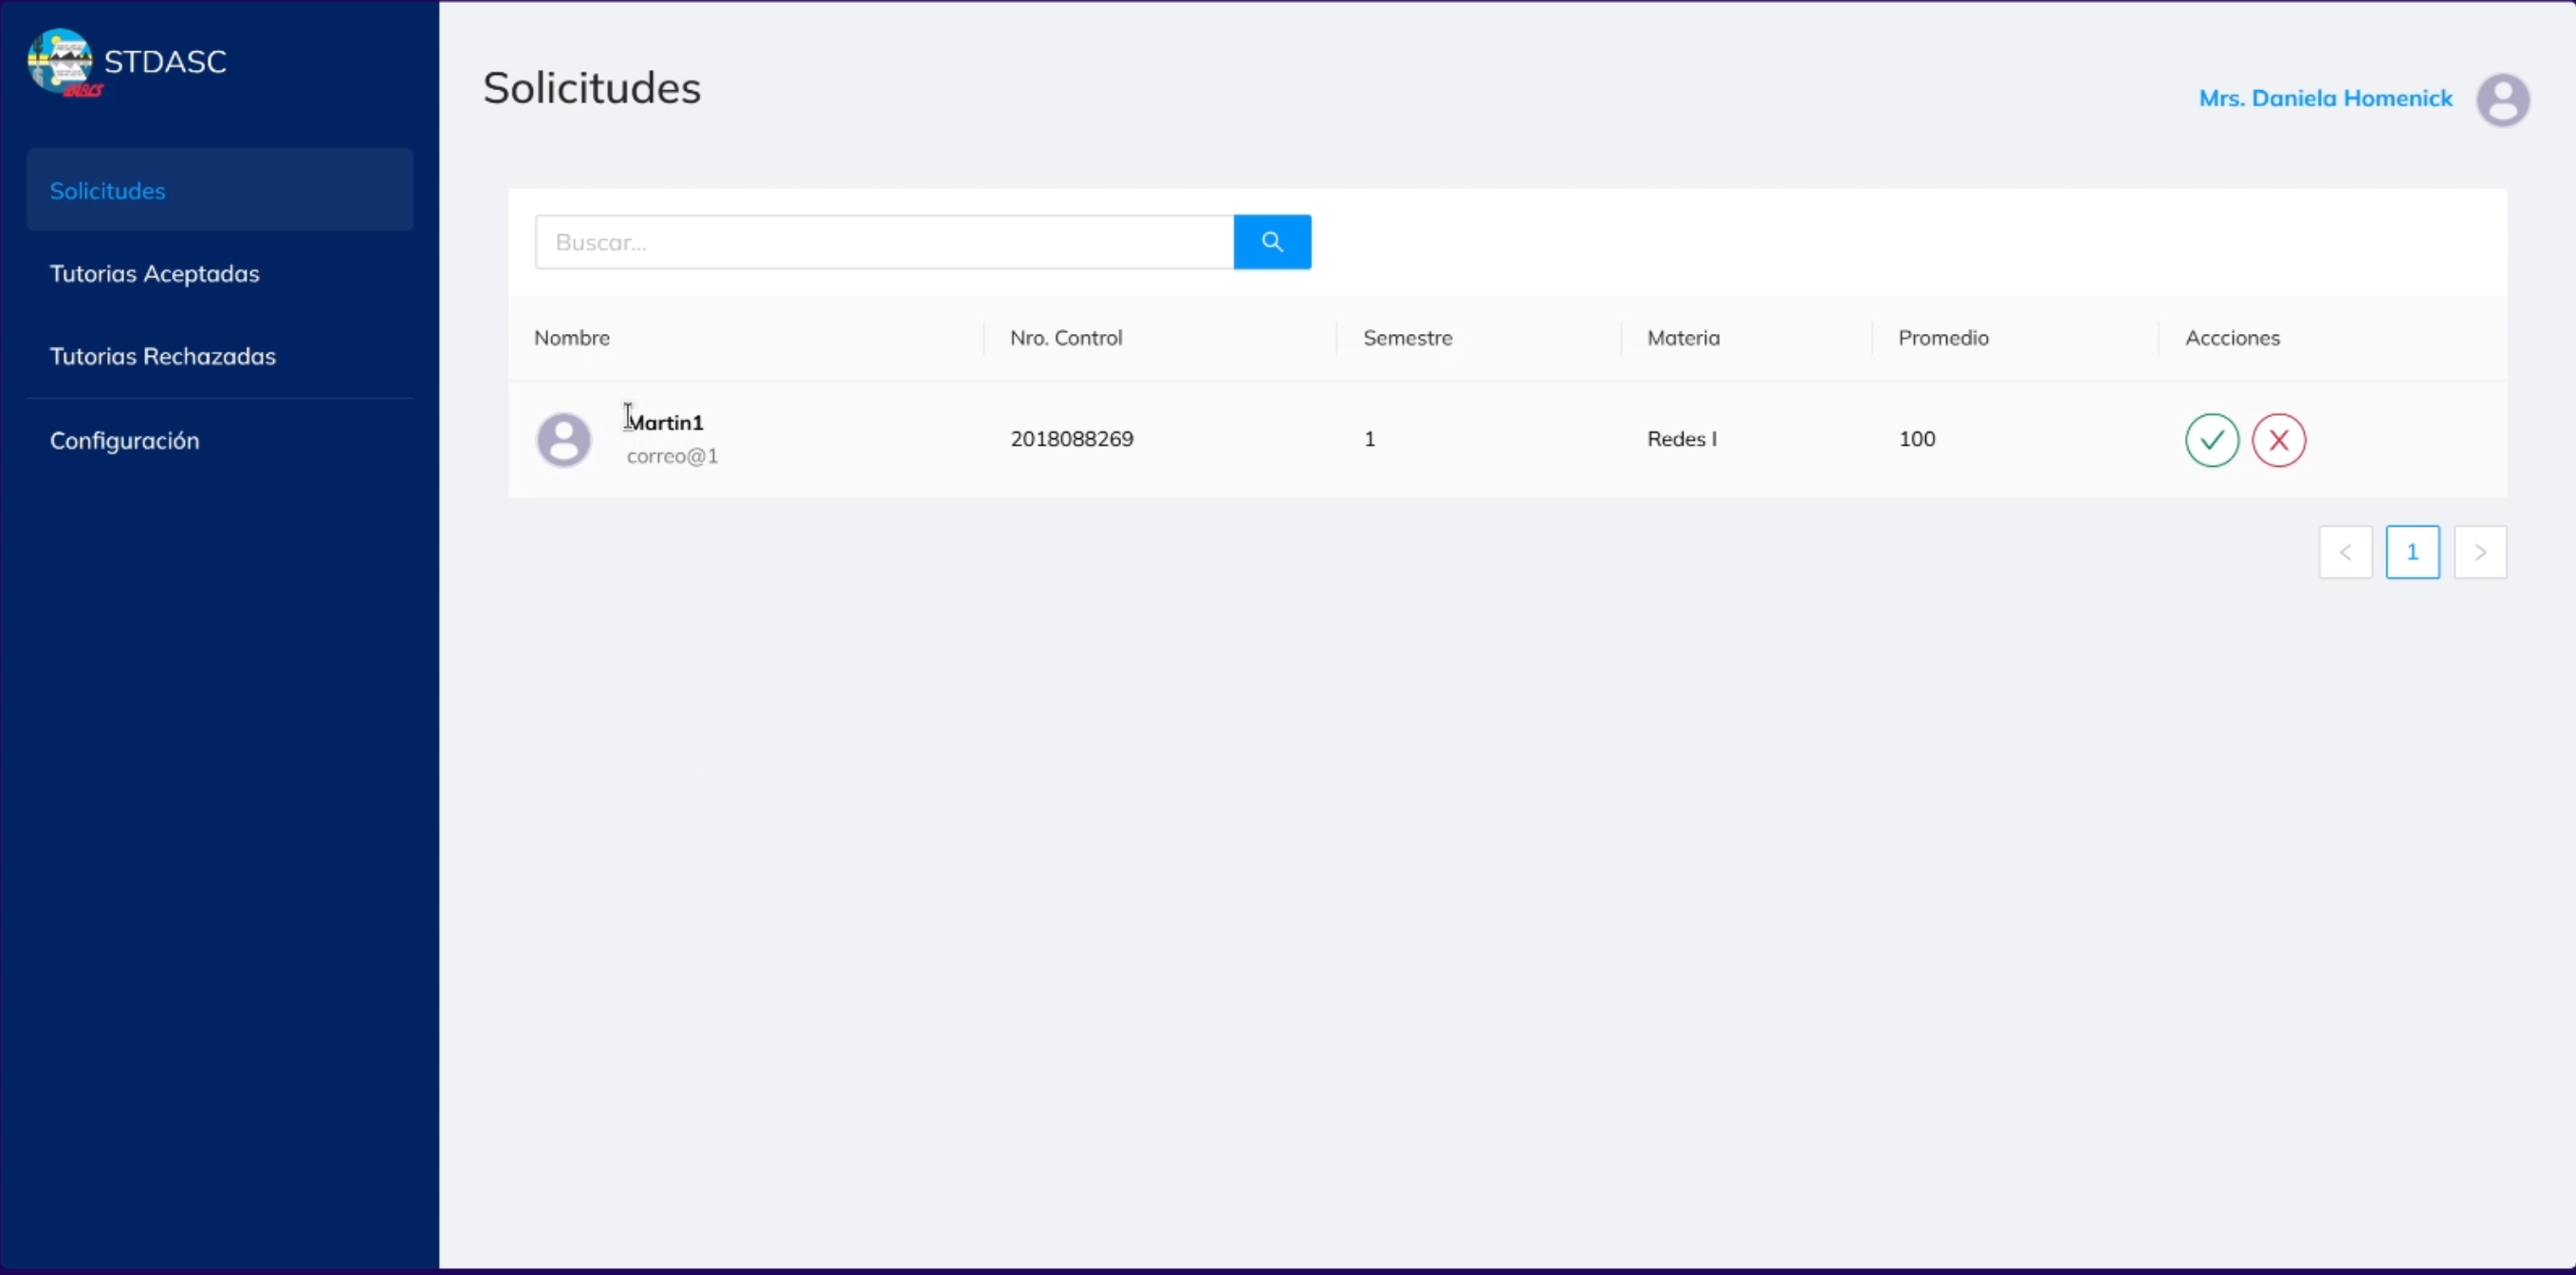 STDASC
Solicitudes
Mrs. Daniela Homenick
Solicitudes
Tutorias Aceptadas
Tutorias Rechazadas
Configuración
Buscar...
Nombre Nro. Control Semestre Materia Promedio Accciones
Martin1
correo@1
2018088269 1 Redes I 100
< 1 >